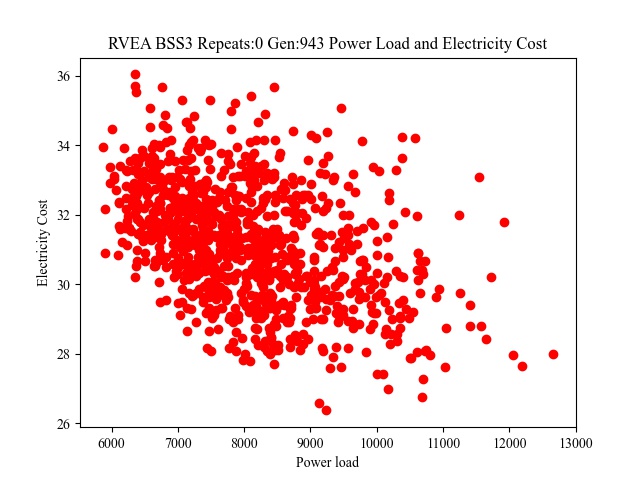 RVEA BSS3 Repeats:0 Gen:943 Power Load and Electricity Cost
36
34
32
30
28
26
Electricity Cost
6000 7000 8000 9000 10000 11000 12000 13000
Power load